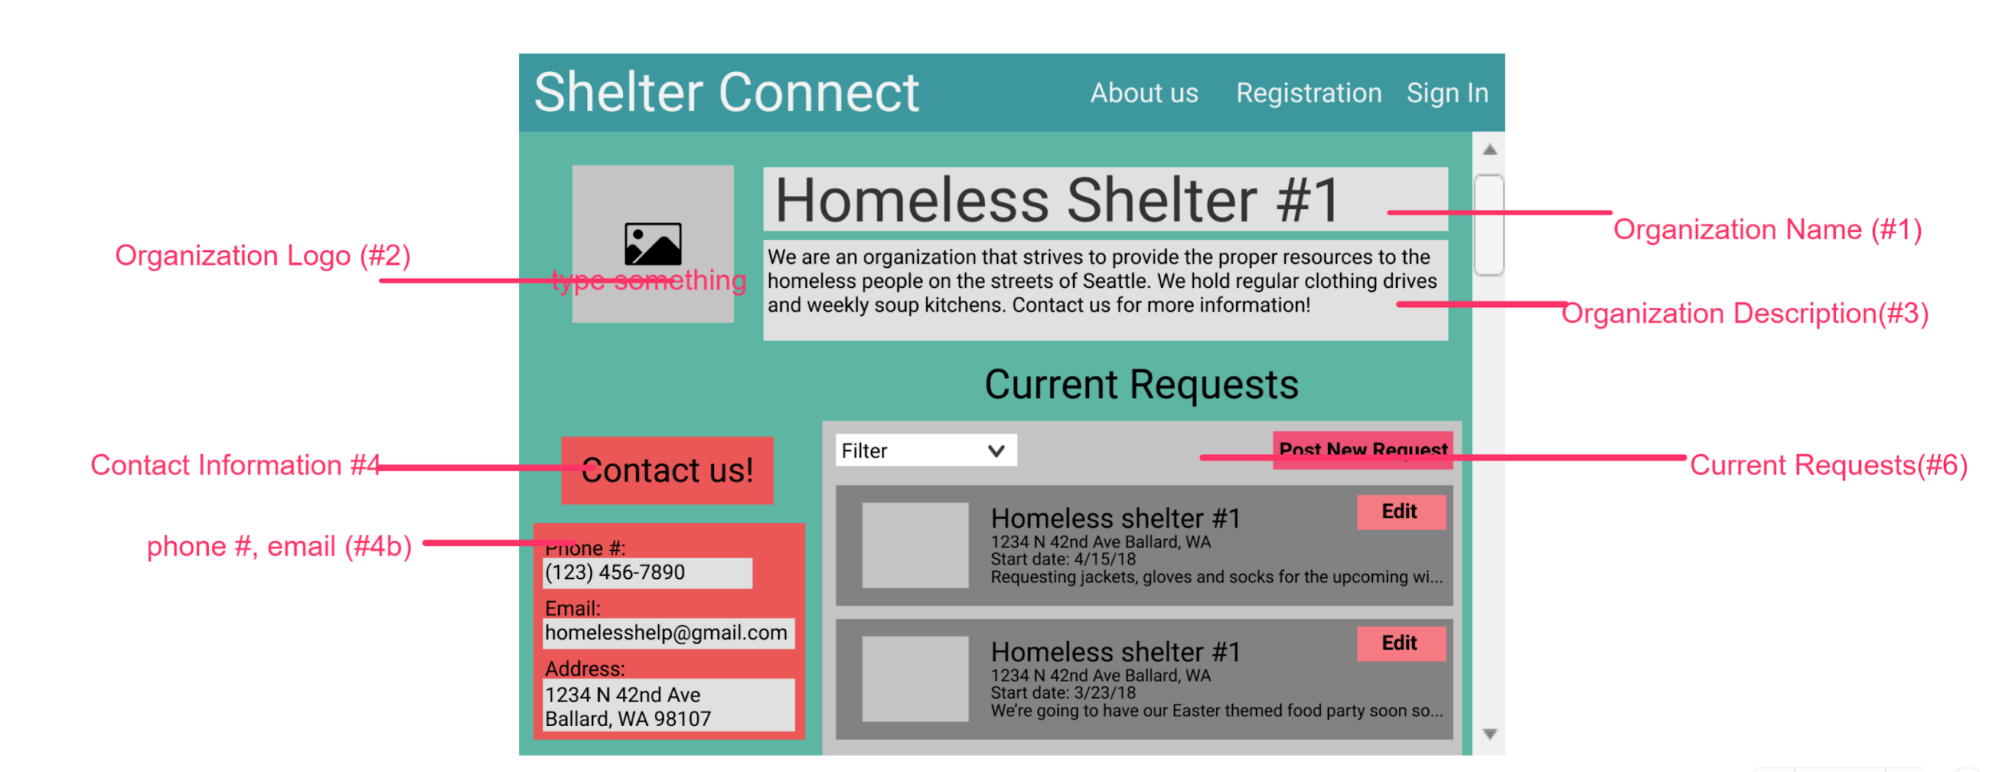 Shelter Connect
About us
Registration
Sign In
Homeless Shelter #1
Organization Name (#1)
Organization Logo (#2)
type something
We are an organization that strives to provide the proper resources to the
homeless people on the streets of Seattle. We hold regular clothing drives
and weekly soup kitchens. Contact us for more information!
Organization Description(#3)
Current Requests
Contact Information #4
Contact us!
Filter
Post New Request
Current Requests(#6)
phone #, email (#4b)
Phone #:
(123) 456-7890
Email:
homelesshelp@gmail.com
Address:
1234 N 42nd Ave
Ballard, WA 98107
Homeless shelter #1
1234 N 42nd Ave Ballard, WA
Start date: 4/15/18
Requesting jackets, gloves and socks for the upcoming wi...
Edit
Homeless shelter #1
1234 N 42nd Ave Ballard, WA
Start date: 3/23/18
We're going to have our Easter themed food party soon so...
Edit